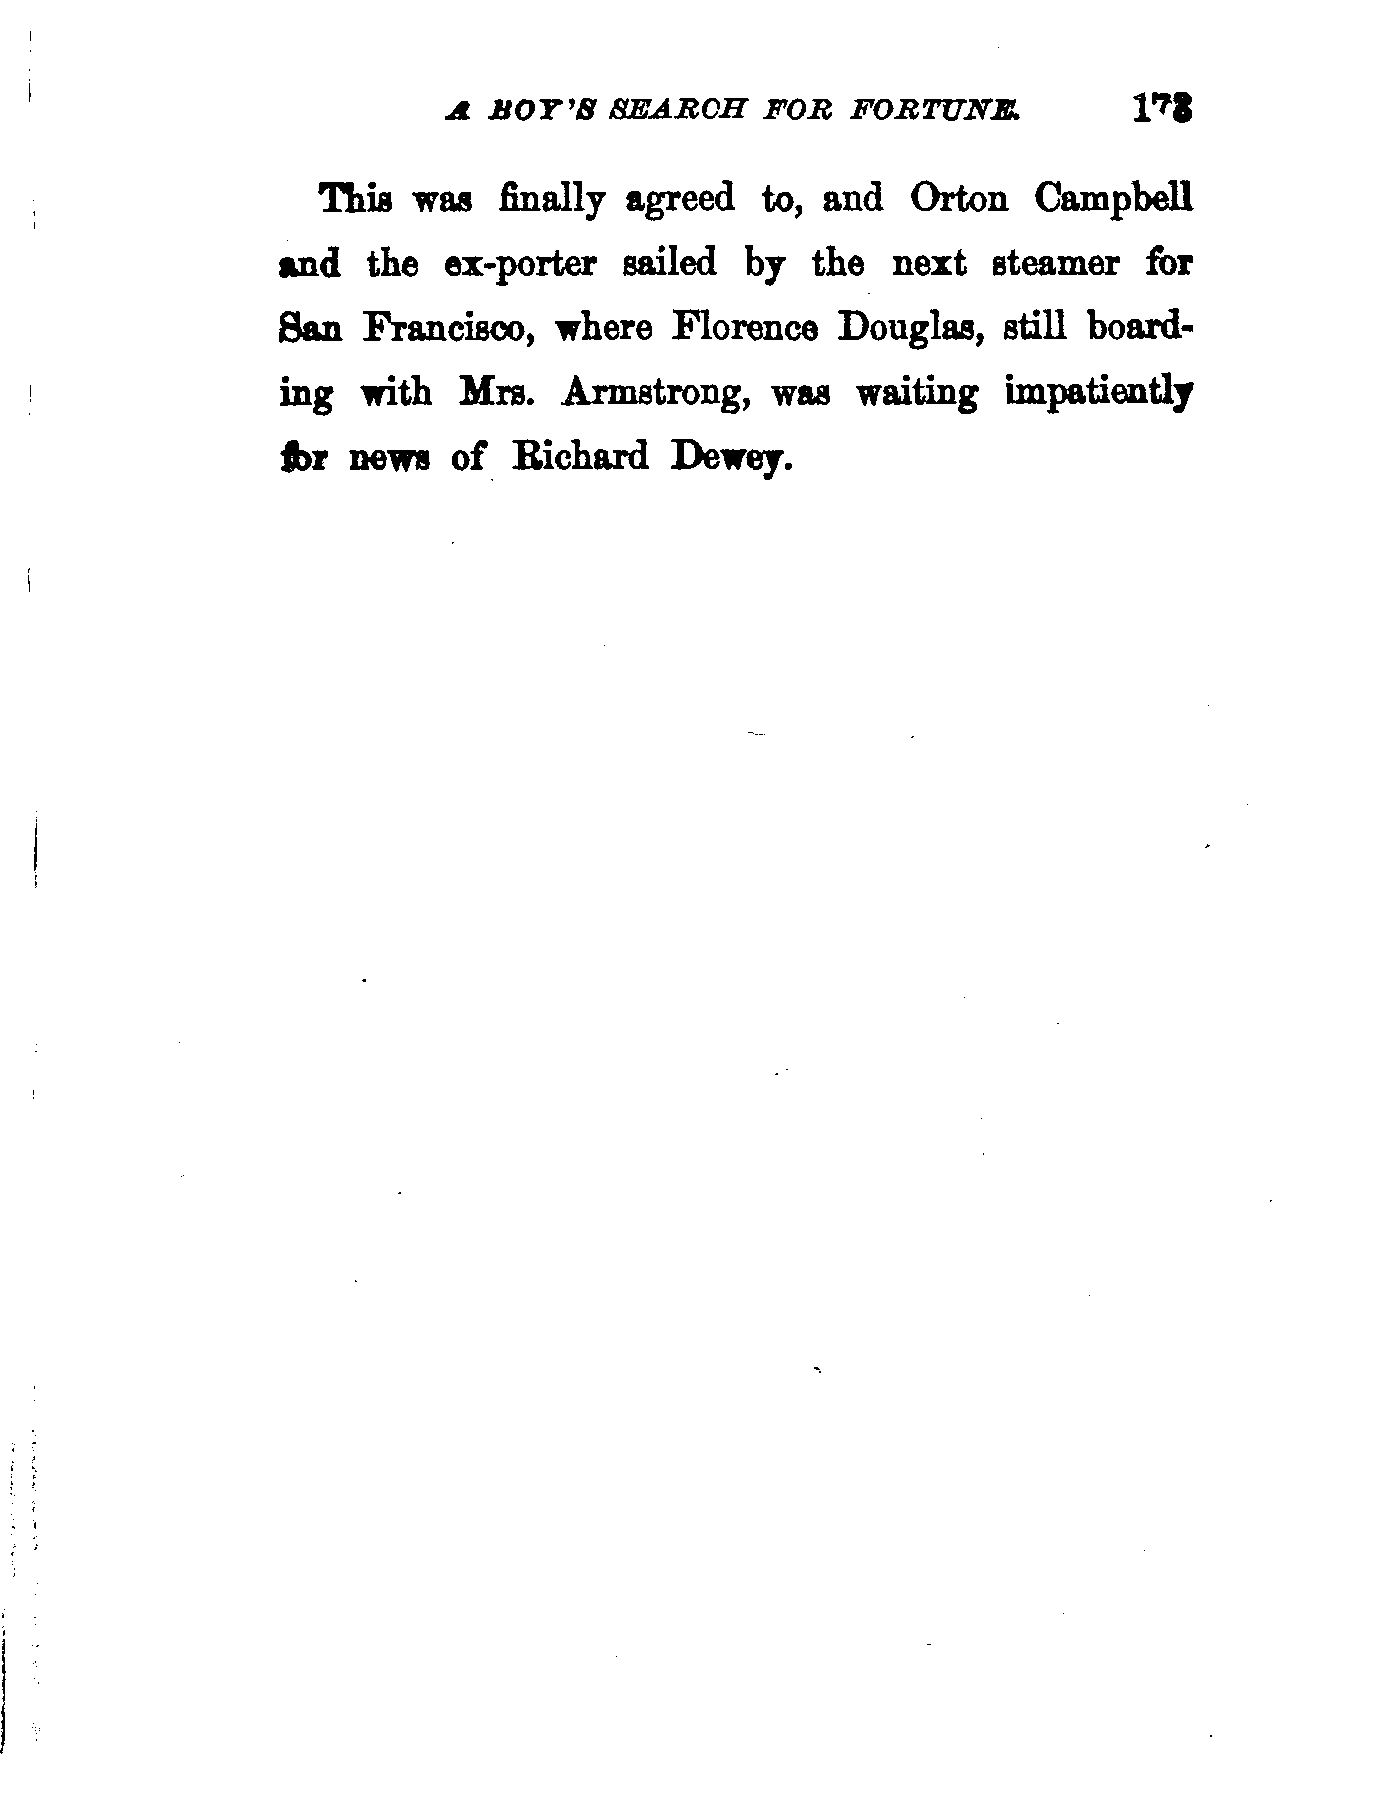 A BOY'S SEARCH FOR FORTUNE. 173
This was finally agreed to, and Orton Campbell
and the ex-porter sailed by the next steamer for
San Francisco, where Florence Douglas, still board-
ing with Mrs. Armstrong, was waiting impatiently
for news of Richard Dewey.